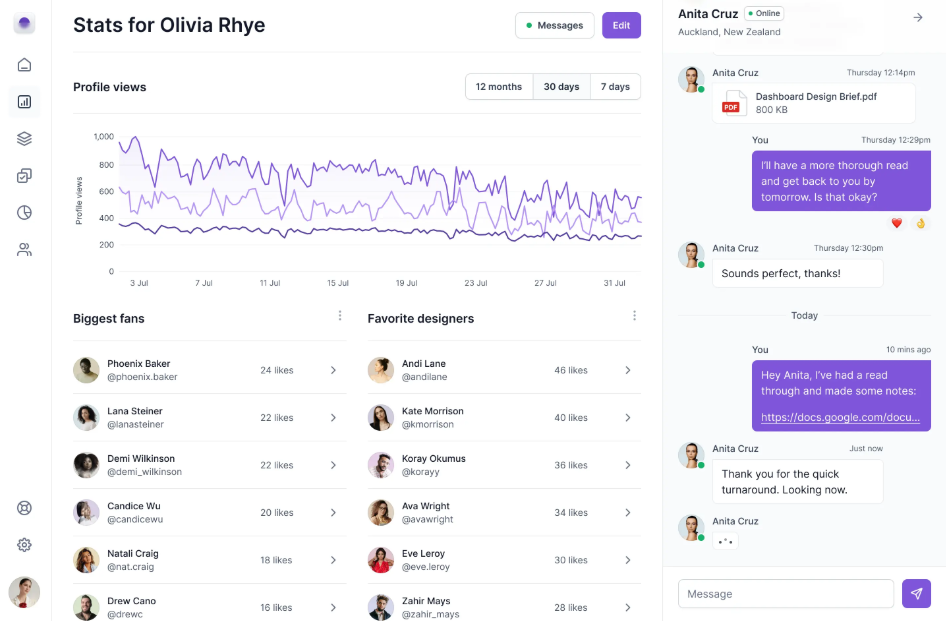 Stats for Olivia Rhye
Messages
Edit
Profile views
12 months
30 days
7 days
Profile views
1,000
800
600
400
200
0
3 Jul
7 Jul
11 Jul
15 Jul
19 Jul
23 Jul
27 Jul
31 Jul
Biggest fans
Phoenix Baker
@phoenix.baker
24 likes
Lana Steiner
@lanasteiner
22 likes
Demi Wilkinson
@demi_wilkinson
22 likes
Candice Wu
@candicewu
20 likes
Natali Craig
@nat.craig
18 likes
Drew Cano
@drewc
16 likes
Favorite designers
Andi Lane
@andilane
46 likes
Kate Morrison
@kmorrison
40 likes
Koray Okumus
@korayy
36 likes
Ava Wright
@avawright
34 likes
Eve Leroy
@eve.leroy
30 likes
Zahir Mays
@zahir_mays
28 likes
Anita Cruz
Online
Auckland, New Zealand
Anita Cruz
Thursday 12:14pm
PDF
Dashboard Design Brief.pdf
800 KB
You
Thursday 12:29pm
I'll have a more thorough read
and get back to you by
tomorrow. Is that okay?
Anita Cruz
Thursday 12:30pm
Sounds perfect, thanks!
Today
You
10 mins ago
Hey Anita, I've had a read
through and made some notes:
https://docs.google.com/docu...
Anita Cruz
Just now
Thank you for the quick
turnaround. Looking now.
Anita Cruz
Message